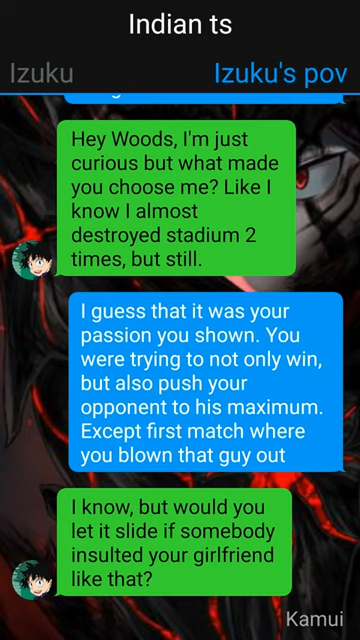 Indian ts
Izuku Izuku's pov
Hey Woods, I'm just
curious but what made
you choose me? Like I
know I almost
destroyed stadium 2
times, but still.
I guess that it was your
passion you shown. You
were trying to not only win,
but also push your
opponent to his maximum.
Except first match where
you blown that guy out
I know, but would you
let it slide if somebody
insulted your girlfriend
like that?
Kamui